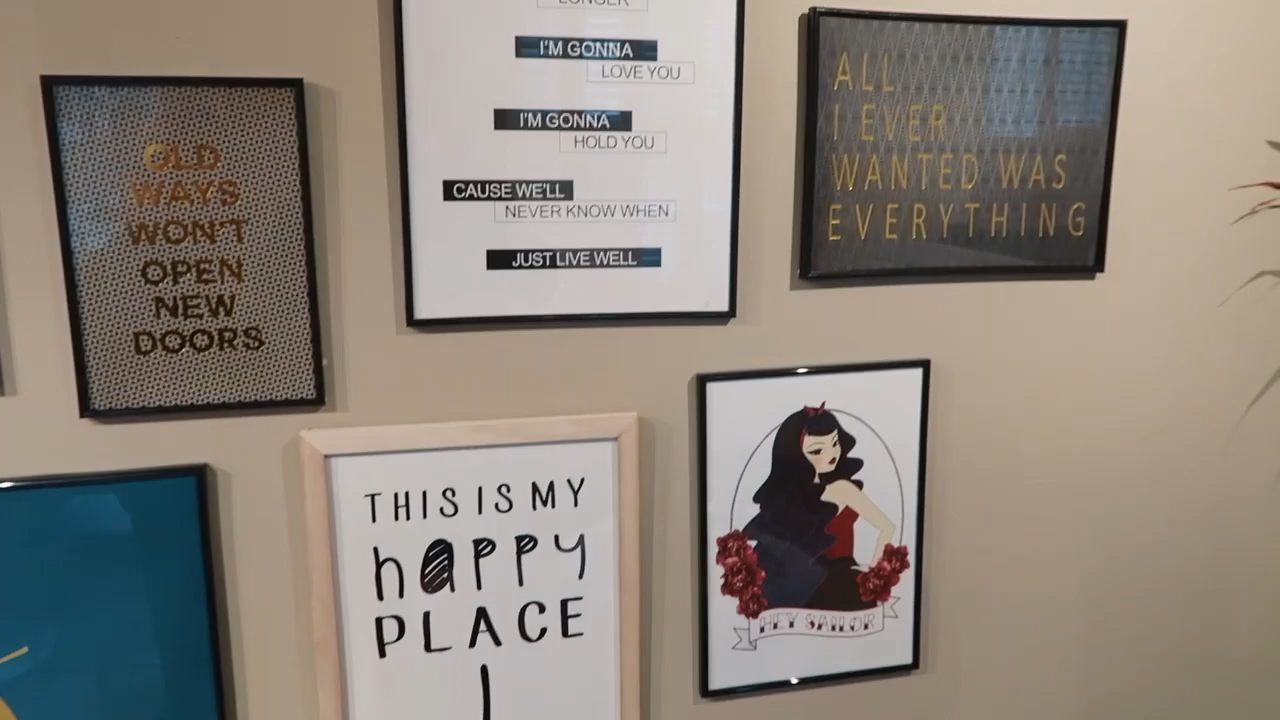 OLD
WAYS
WON'T
OPEN
NEW
DOORS
LONGER
I'M GONNA
LOVE YOU
I'M GONNA
HOLD YOU
CAUSE WE'LL
NEVER KNOW WHEN
JUST LIVE WELL
ALL
I EVER
WANTED WAS
EVERYTHING
THIS IS MY
happy
PLACE
HEY SAILOR